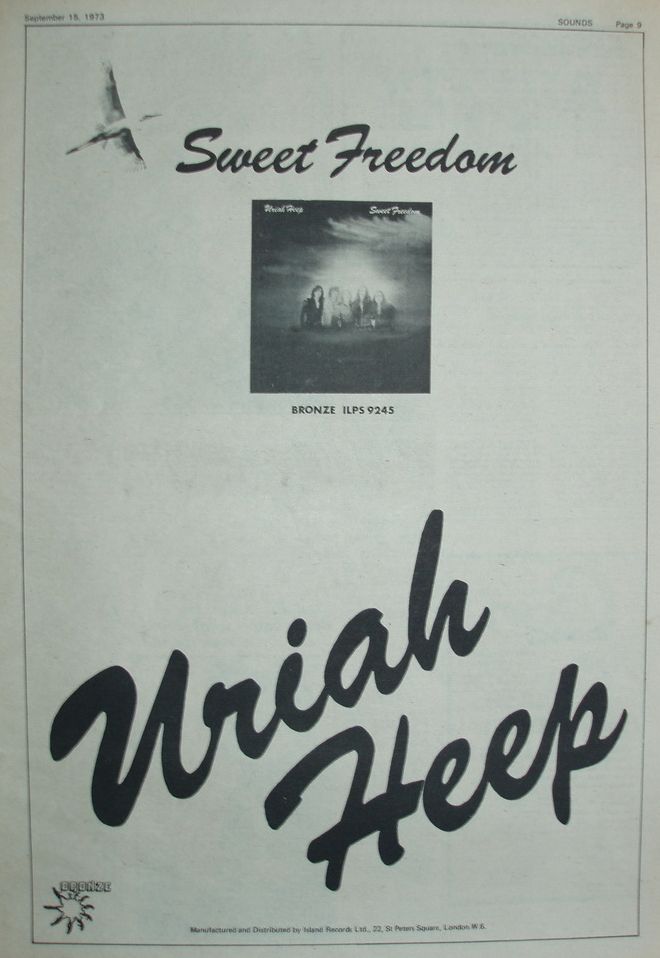 September 15, 1973 SOUNDS Page 9
Sweet Freedom
Uriah Heep Sweet Freedom
BRONZE ILPS 9245
Uriah
Heep
BRONZE
Manufactured and Distributed by Island Records Ltd., 22, St Peters Square, London W.6.